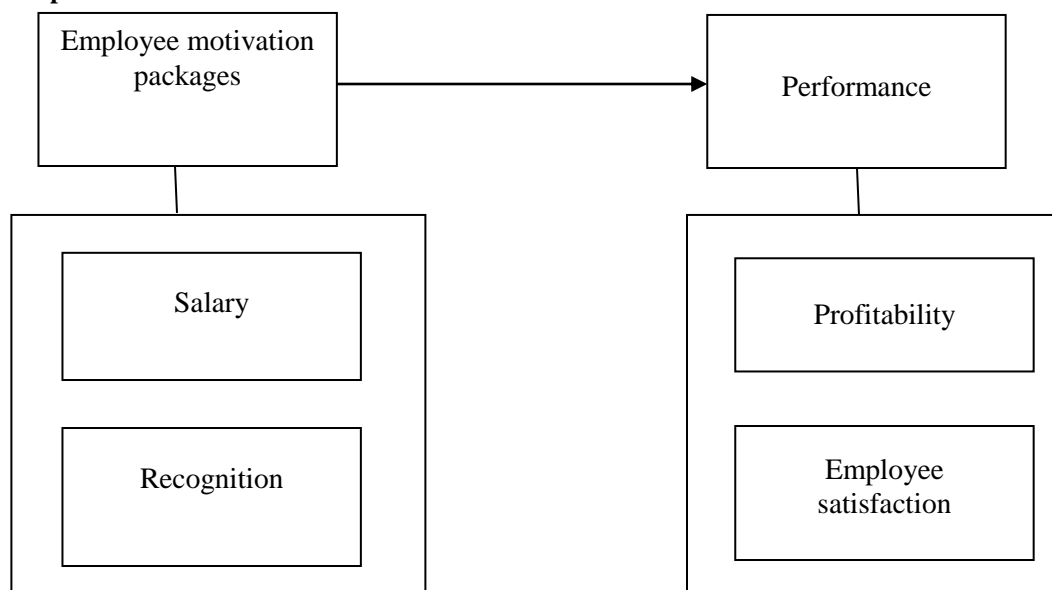 Employee motivation
packages
Performance
Salary
Profitability
Recognition
Employee
satisfaction